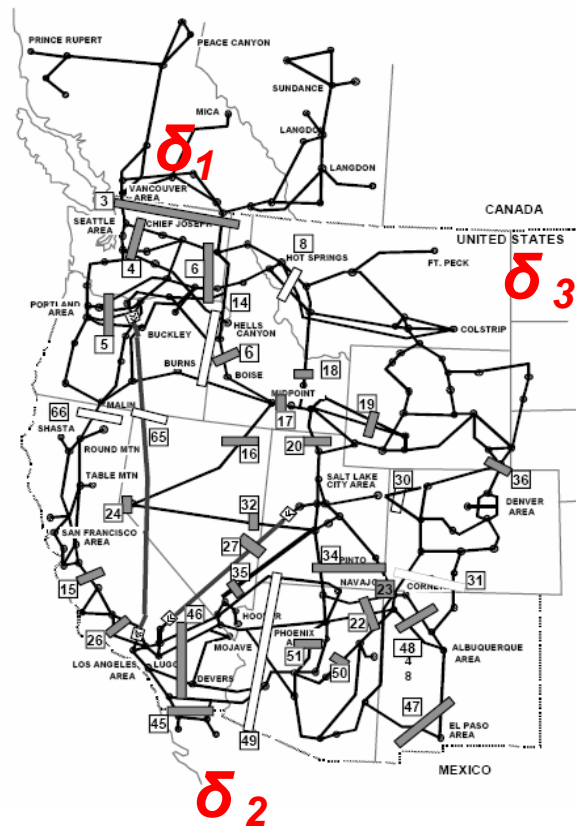 PRINCE RUPERT
PEACE CANYON
SUNDANCE
MICA
LANGDON
δ1
LANGDON
VANCOUVER
AREA
3
CANADA
SEATTLE
AREA
CHIEF JOSEPH
UNITED STATES
4
6
8
HOT SPRINGS
FT. PECK
δ3
PORTLAND
AREA
14
5
BUCKLEY
HELLS
CANYON
COLSTRIP
6
BURNS
BOISE
18
MALIN
MIDPOINT
66
65
17
19
SHASTA
ROUND MTN
16
20
36
TABLE MTN
SALT LAKE
CITY AREA
30
DENVER
AREA
24
32
SAN FRANCISCO
AREA
27
34
PINTO
15
35
NAVAJO
23
CORNERS
31
26
46
HOOVER
PHOENIX
22
MOJAVE
51
50
48
ALBUQUERQUE
AREA
LOS ANGELES
AREA
LUGO
DEVERS
4
8
45
47
49
EL PASO
AREA
MEXICO
δ2